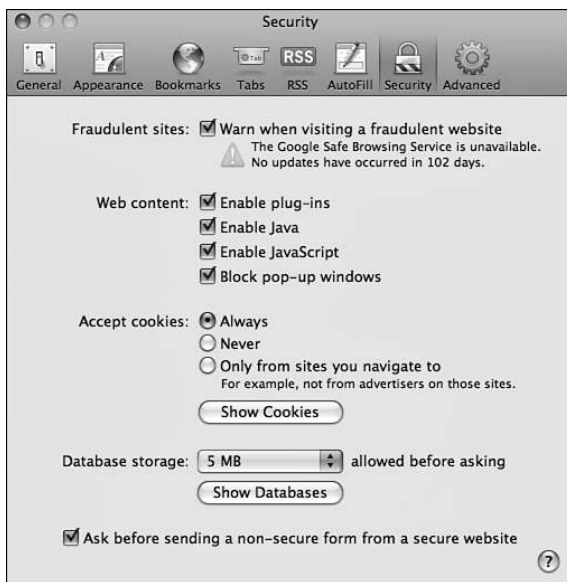 Security
General Appearance Bookmarks Tabs RSS AutoFill Security Advanced
Fraudulent sites: Warn when visiting a fraudulent website
The Google Safe Browsing Service is unavailable.
No updates have occurred in 102 days.
Web content: Enable plug-ins
Enable Java
Enable JavaScript
Block pop-up windows
Accept cookies: Always
Never
Only from sites you navigate to
For example, not from advertisers on those sites.
Show Cookies
Database storage: 5 MB allowed before asking
Show Databases
Ask before sending a non-secure form from a secure website
?